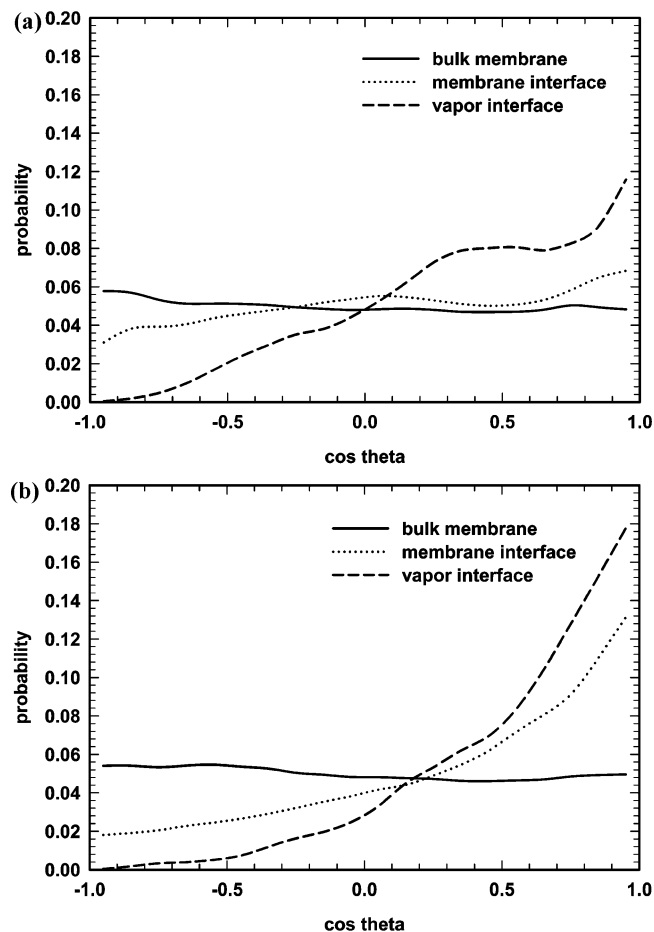 (a)
0.20
0.18
0.16
0.14
0.12
0.10
0.08
0.06
0.04
0.02
0.00
probability
bulk membrane
membrane interface
vapor interface
-1.0 -0.5 0.0 0.5 1.0
cos theta
(b)
0.20
0.18
0.16
0.14
0.12
0.10
0.08
0.06
0.04
0.02
0.00
probability
bulk membrane
membrane interface
vapor interface
-1.0 -0.5 0.0 0.5 1.0
cos theta